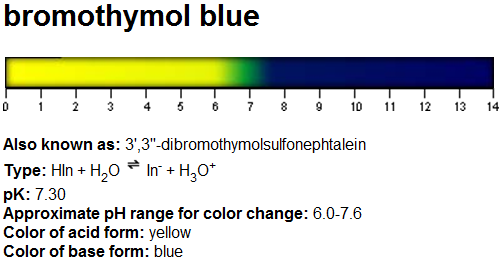 bromothymol blue
0 1 2 3 4 5 6 7 8 9 10 11 12 13 14
Also known as: 3',3"-dibromothymolsulfonephtalein
Type: HIn + H₂O ⇌ In⁻ + H₃O⁺
pK: 7.30
Approximate pH range for color change: 6.0-7.6
Color of acid form: yellow
Color of base form: blue